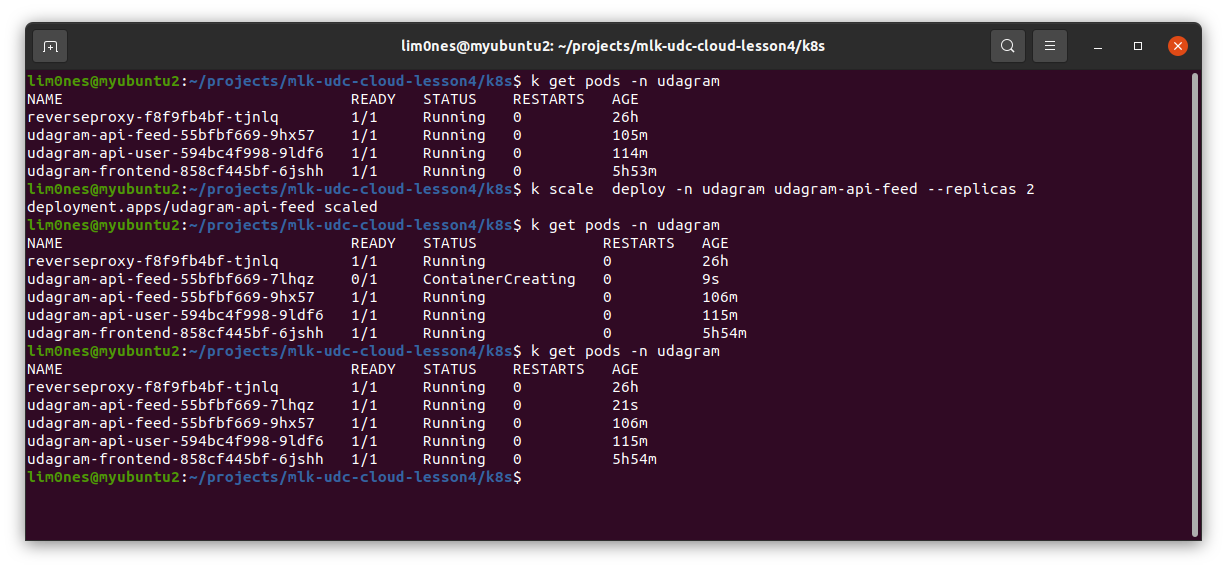 lim0nes@myubuntu2: ~/projects/mlk-udc-cloud-lesson4/k8s
lim0nes@myubuntu2:~/projects/mlk-udc-cloud-lesson4/k8s$ k get pods -n udagram
NAME                                READY   STATUS    RESTARTS   AGE
reverseproxy-f8f9fb4bf-tjnlq        1/1     Running   0          26h
udagram-api-feed-55bfbf669-9hx57    1/1     Running   0          105m
udagram-api-user-594bc4f998-9ldf6   1/1     Running   0          114m
udagram-frontend-858cf445bf-6jshh   1/1     Running   0          5h53m
lim0nes@myubuntu2:~/projects/mlk-udc-cloud-lesson4/k8s$ k scale  deploy -n udagram udagram-api-feed --replicas 2
deployment.apps/udagram-api-feed scaled
lim0nes@myubuntu2:~/projects/mlk-udc-cloud-lesson4/k8s$ k get pods -n udagram
NAME                                READY   STATUS              RESTARTS   AGE
reverseproxy-f8f9fb4bf-tjnlq        1/1     Running             0          26h
udagram-api-feed-55bfbf669-7lhqz    0/1     ContainerCreating   0          9s
udagram-api-feed-55bfbf669-9hx57    1/1     Running             0          106m
udagram-api-user-594bc4f998-9ldf6   1/1     Running             0          115m
udagram-frontend-858cf445bf-6jshh   1/1     Running             0          5h54m
lim0nes@myubuntu2:~/projects/mlk-udc-cloud-lesson4/k8s$ k get pods -n udagram
NAME                                READY   STATUS    RESTARTS   AGE
reverseproxy-f8f9fb4bf-tjnlq        1/1     Running   0          26h
udagram-api-feed-55bfbf669-7lhqz    1/1     Running   0          21s
udagram-api-feed-55bfbf669-9hx57    1/1     Running   0          106m
udagram-api-user-594bc4f998-9ldf6   1/1     Running   0          115m
udagram-frontend-858cf445bf-6jshh   1/1     Running   0          5h54m
lim0nes@myubuntu2:~/projects/mlk-udc-cloud-lesson4/k8s$